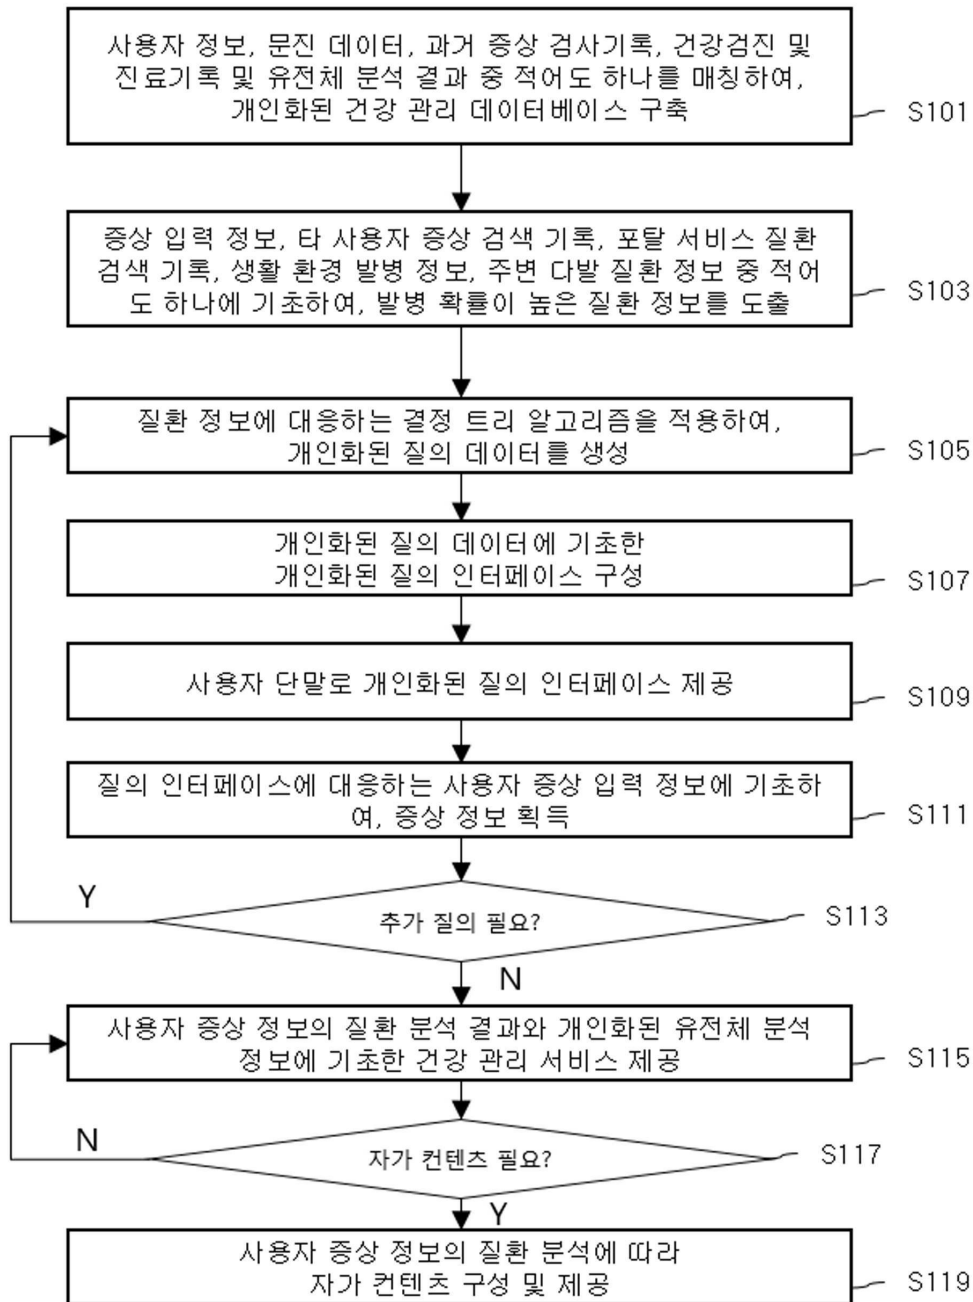 사용자 정보, 문진 데이터, 과거 증상 검사기록, 건강검진 및
진료기록 및 유전체 분석 결과 중 적어도 하나를 매칭하여,
개인화된 건강 관리 데이터베이스 구축
S101
증상 입력 정보, 타 사용자 증상 검색 기록, 포탈 서비스 질환
검색 기록, 생활 환경 발병 정보, 주변 다발 질환 정보 중 적어
도 하나에 기초하여, 발병 확률이 높은 질환 정보를 도출
S103
질환 정보에 대응하는 결정 트리 알고리즘을 적용하여,
개인화된 질의 데이터를 생성
S105
개인화된 질의 데이터에 기초한
개인화된 질의 인터페이스 구성
S107
사용자 단말로 개인화된 질의 인터페이스 제공
S109
질의 인터페이스에 대응하는 사용자 증상 입력 정보에 기초하
여, 증상 정보 획득
S111
Y
추가 질의 필요?
S113
N
사용자 증상 정보의 질환 분석 결과와 개인화된 유전체 분석
정보에 기초한 건강 관리 서비스 제공
S115
N
자가 컨텐츠 필요?
S117
Y
사용자 증상 정보의 질환 분석에 따라
자가 컨텐츠 구성 및 제공
S119